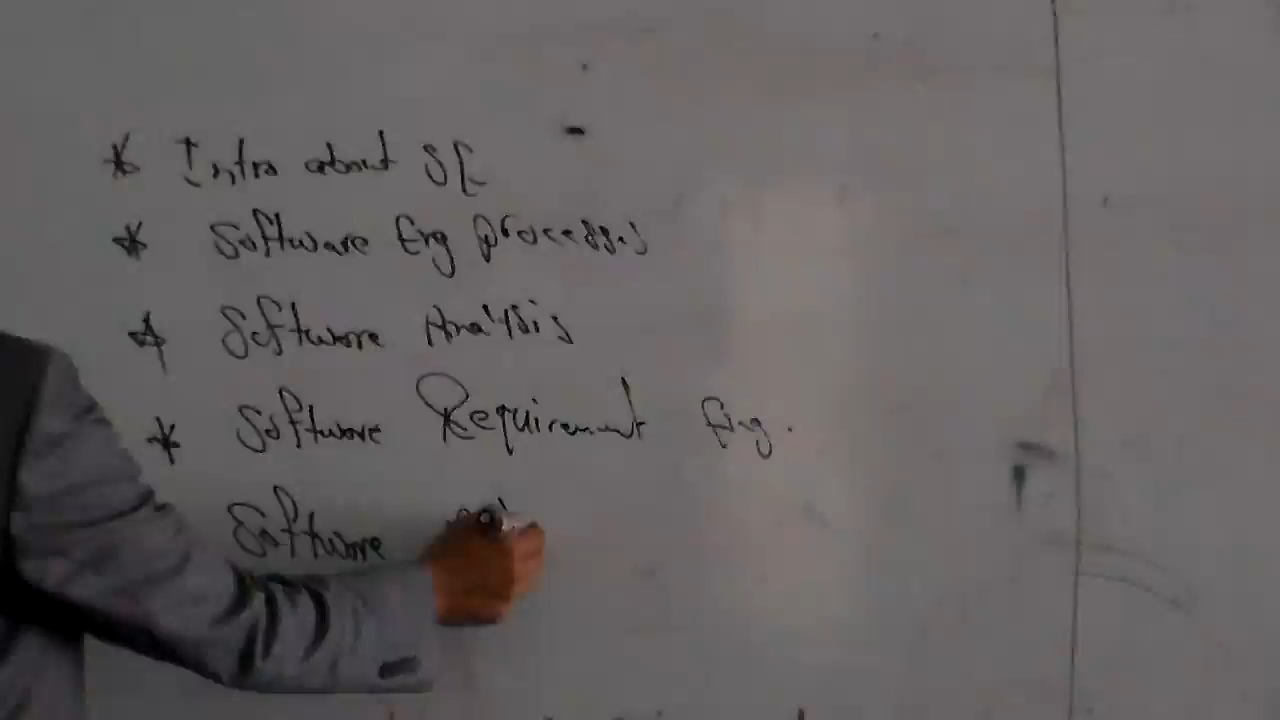 * Intro about SE
* Software Eng processes
* Software Analysis
* Software Requirement Eng.
Software